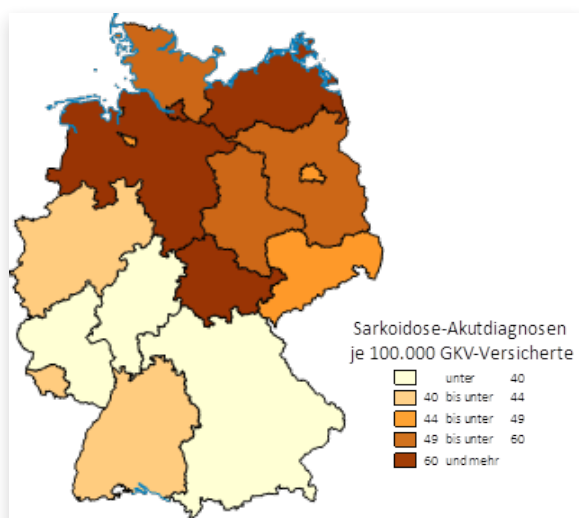 Sarkoidose-Akutdiagnosen
je 100.000 GKV-Versicherte
unter 40
40 bis unter 44
44 bis unter 49
49 bis unter 60
60 und mehr